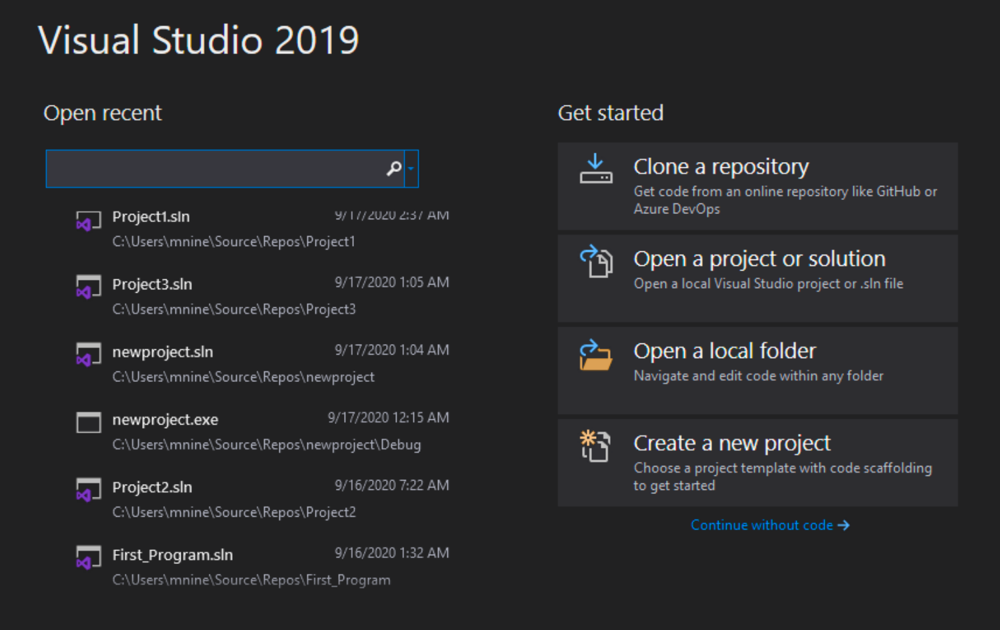 Visual Studio 2019
Open recent
Project1.sln 9/17/2020 2:37 AM
C:\Users\mnine\Source\Repos\Project1
Project3.sln 9/17/2020 1:05 AM
C:\Users\mnine\Source\Repos\Project3
newproject.sln 9/17/2020 1:04 AM
C:\Users\mnine\Source\Repos\newproject
newproject.exe 9/17/2020 12:15 AM
C:\Users\mnine\Source\Repos\newproject\Debug
Project2.sln 9/16/2020 7:22 AM
C:\Users\mnine\Source\Repos\Project2
First_Program.sln 9/16/2020 1:32 AM
C:\Users\mnine\Source\Repos\First_Program
Get started
Clone a repository
Get code from an online repository like GitHub or
Azure DevOps
Open a project or solution
Open a local Visual Studio project or .sln file
Open a local folder
Navigate and edit code within any folder
Create a new project
Choose a project template with code scaffolding
to get started
Continue without code →